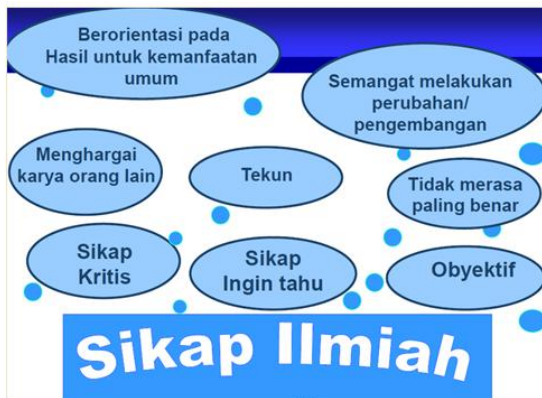 Berorientasi pada
Hasil untuk kemanfaatan
umum
Semangat melakukan
perubahan/
pengembangan
Menghargai
karya orang lain
Tekun
Tidak merasa
paling benar
Sikap
Kritis
Sikap
Ingin tahu
Obyektif
Sikap Ilmiah